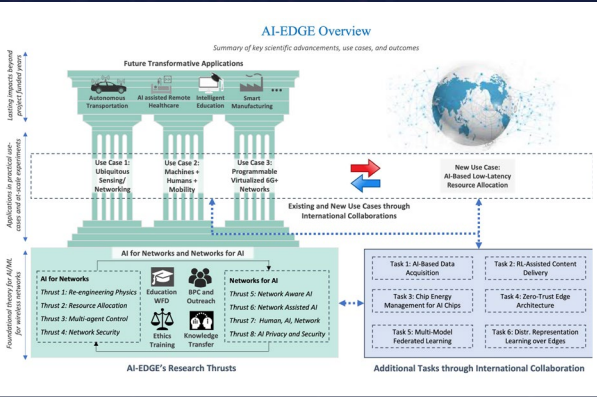 AI-EDGE Overview
Summary of key scientific advancements, use cases, and outcomes
Lasting impacts beyond
project funded years
Future Transformative Applications
Autonomous
Transportation
AI assisted Remote
Healthcare
Intelligent
Education
Smart
Manufacturing
...
Applications in practical use-
cases and at-scale experiments
Use Case 1:
Ubiquitous
Sensing/
Networking
Use Case 2:
Machines +
Humans +
Mobility
Use Case 3:
Programmable
Virtualized 6G+
Networks
New Use Case:
AI-Based Low-Latency
Resource Allocation
Existing and New Use Cases through
International Collaborations
Foundational theory for AI/ML
for wireless networks
AI for Networks and Networks for AI
AI for Networks
Thrust 1: Re-engineering Physics
Thrust 2: Resource Allocation
Thrust 3: Multi-agent Control
Thrust 4: Network Security
Education
WFD
BPC and
Outreach
Ethics
Training
Knowledge
Transfer
Networks for AI
Thrust 5: Network Aware AI
Thrust 6: Network Assisted AI
Thrust 7: Human, AI, Network
Thrust 8: AI Privacy and Security
Task 1: AI-Based Data
Acquisition
Task 2: RL-Assisted Content
Delivery
Task 3: Chip Energy
Management for AI Chips
Task 4: Zero-Trust Edge
Architecture
Task 5: Multi-Model
Federated Learning
Task 6: Distr. Representation
Learning over Edges
AI-EDGE's Research Thrusts
Additional Tasks through International Collaboration